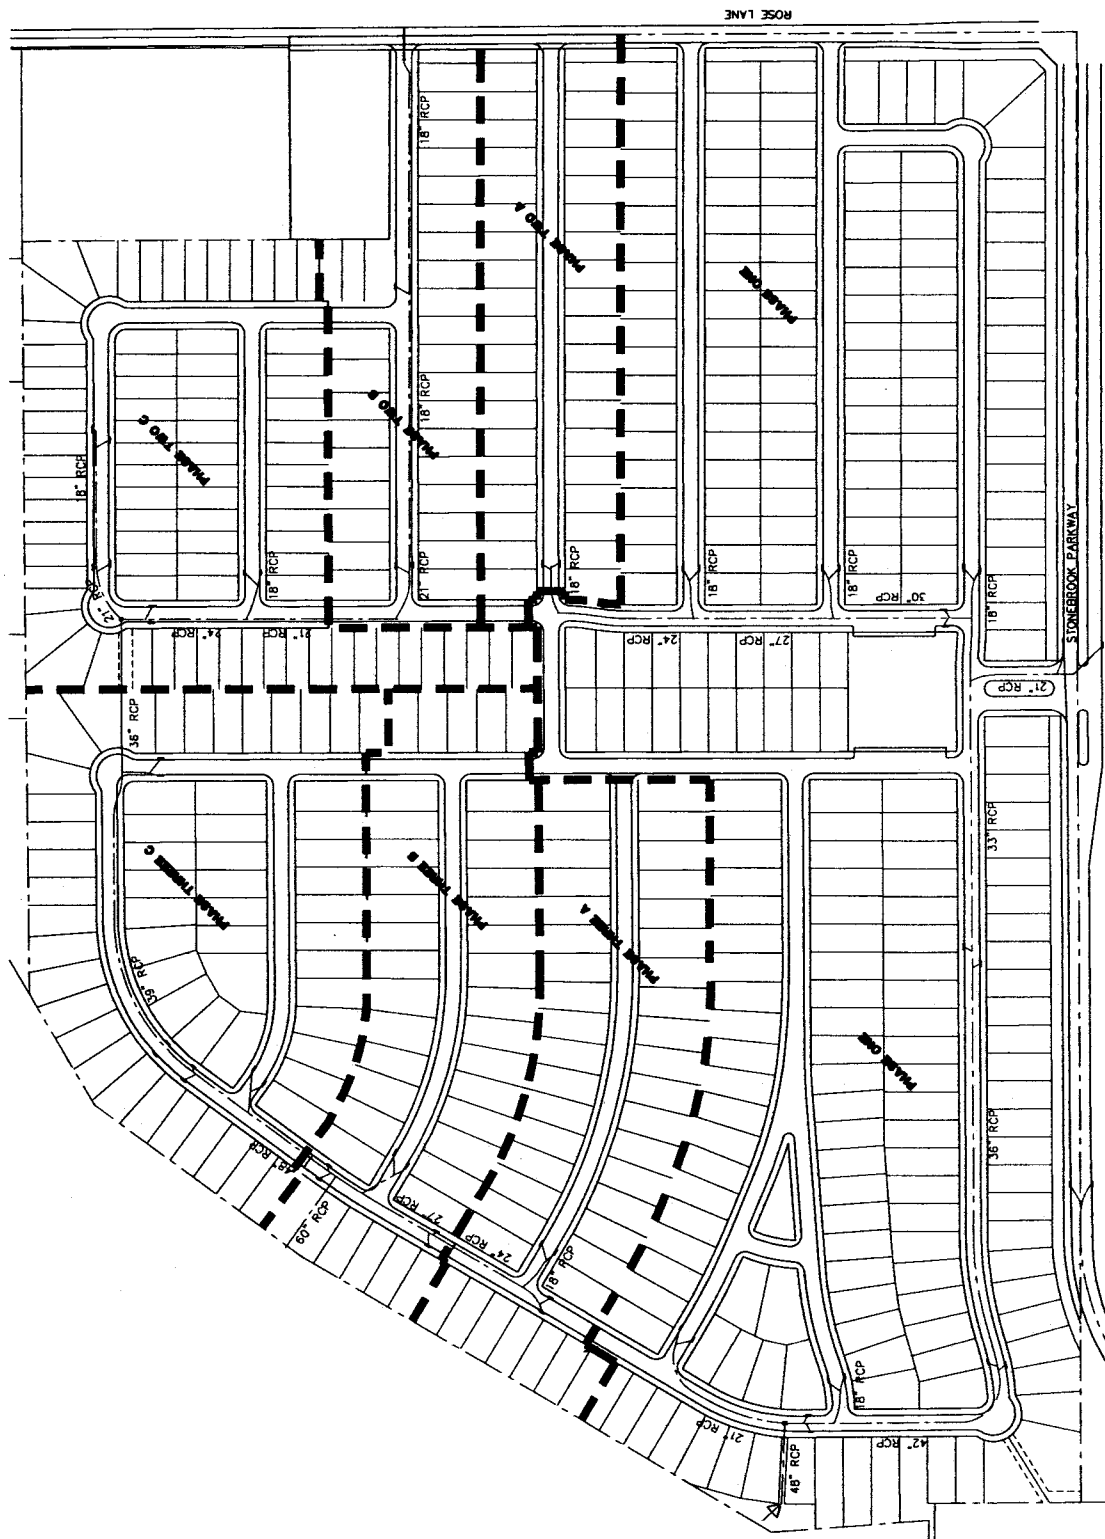 ROSE LANE
18" RCP
PHASE TWO A
PHASE ONE
18" RCP
PHASE TWO B
PHASE TWO C
18" RCP
STONEBROOK PARKWAY
21" RCP
18" RCP
21" RCP
18" RCP
18" RCP
18" RCP
30" RCP
18" RCP
24" RCP
21" RCP
24" RCP
27" RCP
21" RCP
36" RCP
33" RCP
PHASE THREE C
PHASE THREE B
PHASE THREE A
39" RCP
PHASE ONE
36" RCP
48" RCP
60" RCP
27" RCP
24" RCP
18" RCP
18" RCP
21" RCP
42" RCP
48" RCP